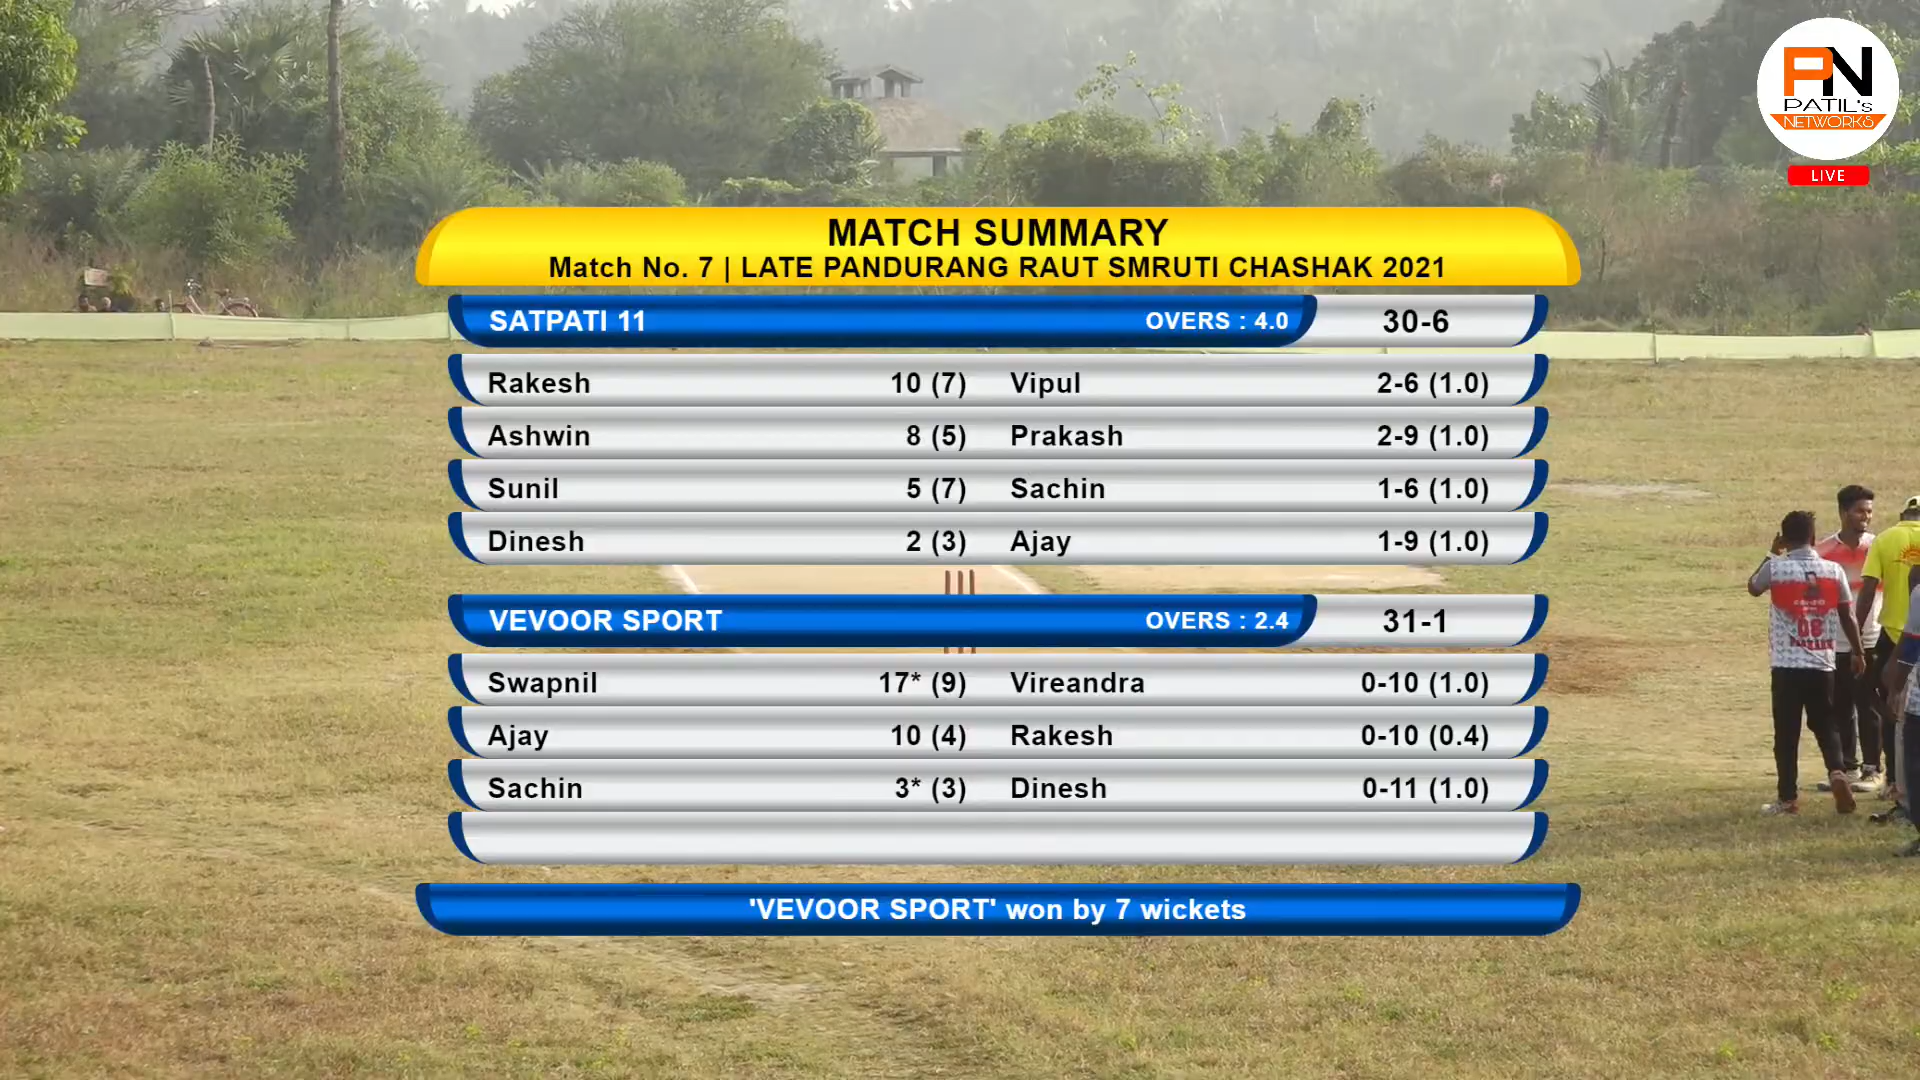 PN
PATIL's
NETWORKS
LIVE
MATCH SUMMARY
Match No. 7 | LATE PANDURANG RAUT SMRUTI CHASHAK 2021
SATPATI 11 OVERS : 4.0 30-6
Rakesh 10 (7) Vipul 2-6 (1.0)
Ashwin 8 (5) Prakash 2-9 (1.0)
Sunil 5 (7) Sachin 1-6 (1.0)
Dinesh 2 (3) Ajay 1-9 (1.0)
VEVOOR SPORT OVERS : 2.4 31-1
Swapnil 17* (9) Vireandra 0-10 (1.0)
Ajay 10 (4) Rakesh 0-10 (0.4)
Sachin 3* (3) Dinesh 0-11 (1.0)
'VEVOOR SPORT' won by 7 wickets
08